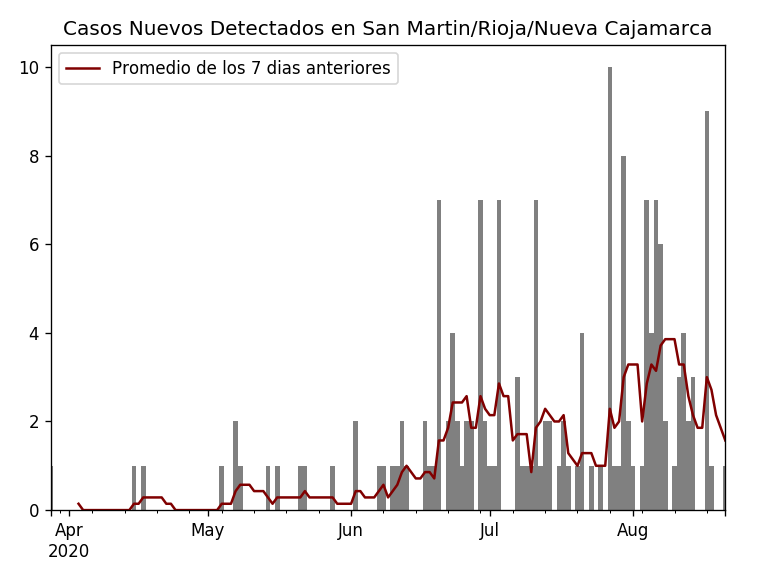 Casos Nuevos Detectados en San Martin/Rioja/Nueva Cajamarca
Promedio de los 7 dias anteriores
10
8
6
4
2
0
Apr May Jun Jul Aug
2020